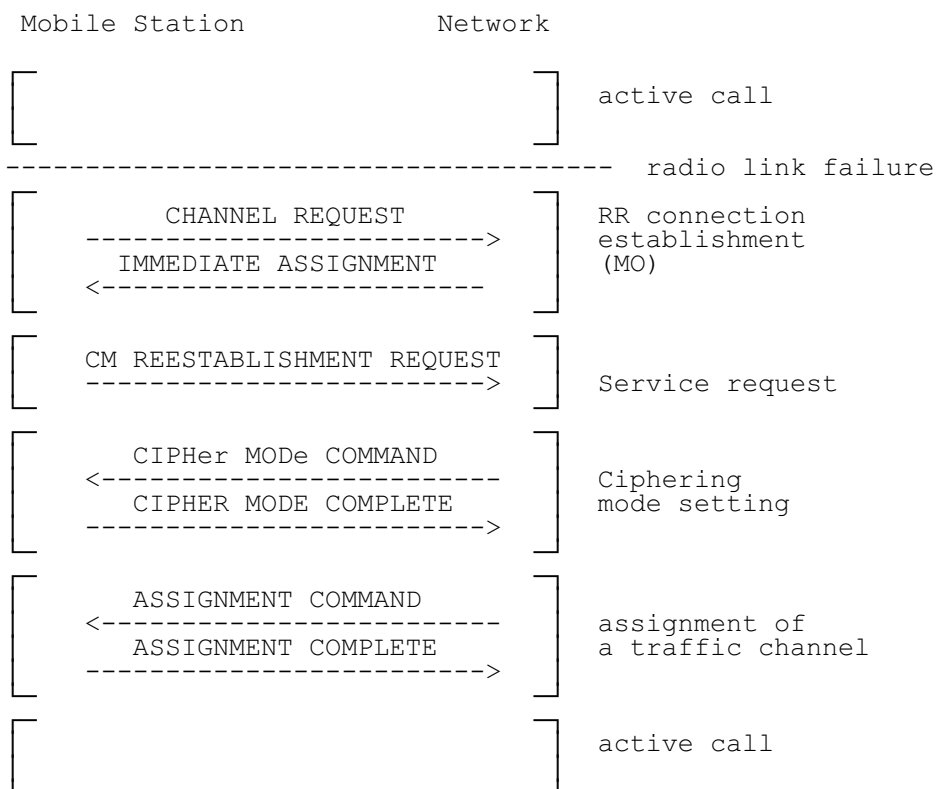 Mobile Station Network
active call
radio link failure
CHANNEL REQUEST RR connection
establishment
IMMEDIATE ASSIGNMENT (MO)
CM REESTABLISHMENT REQUEST
Service request
CIPHer MODe COMMAND
Ciphering
CIPHER MODE COMPLETE mode setting
ASSIGNMENT COMMAND
assignment of
ASSIGNMENT COMPLETE a traffic channel
active call